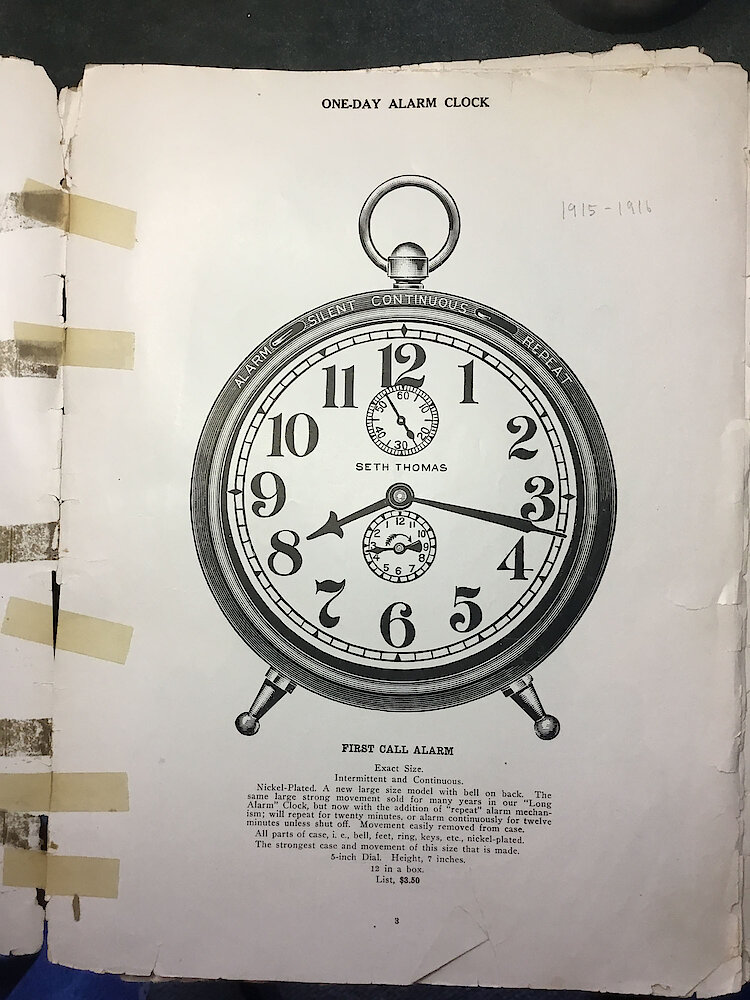 ONE-DAY ALARM CLOCK
1915-1916
ALARM SILENT CONTINUOUS REPEAT
12
11 1
60
50 10
10 2
40 20
30
SETH THOMAS
9 3
12
1 11
2 10
3 9
4 8
5 6 7
8 4
7 5
6
FIRST CALL ALARM
Exact Size.
Intermittent and Continuous.
Nickel-Plated. A new large size model with bell on back. The
same large strong movement sold for many years in our "Long
Alarm" Clock, but now with the addition of "repeat" alarm mechan-
ism; will repeat for twenty minutes, or alarm continuously for twelve
minutes unless shut off. Movement easily removed from case.
All parts of case, i. e., bell, feet, ring, keys, etc., nickel-plated.
The strongest case and movement of this size that is made.
5-inch Dial. Height, 7 inches.
12 in a box.
List, $3.50
3